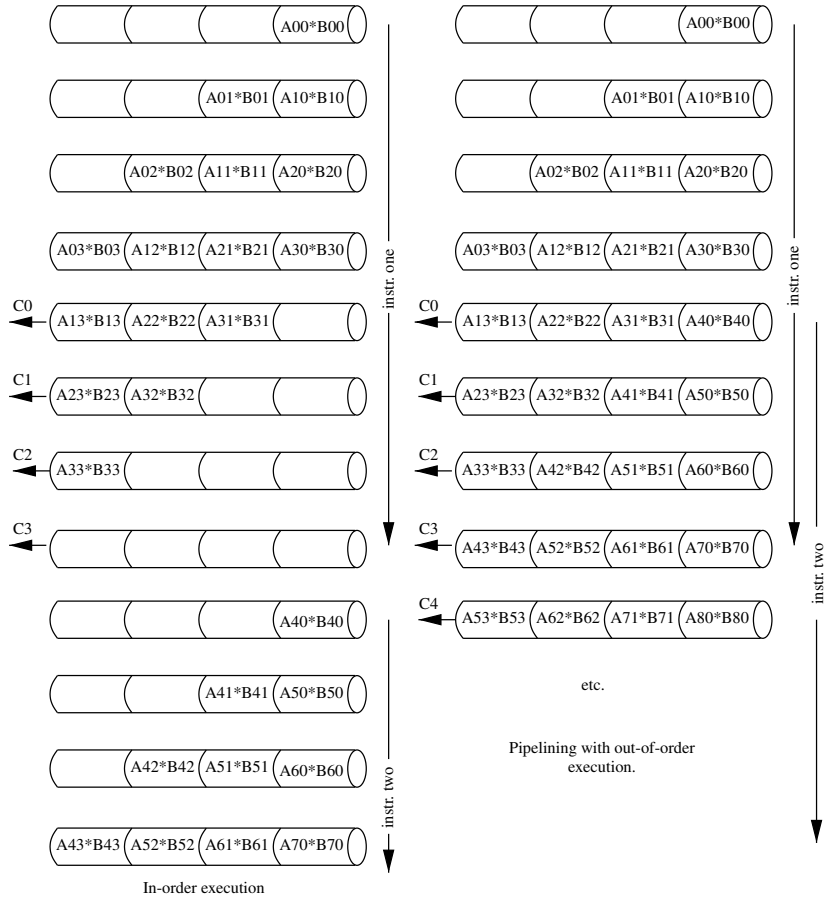 A00*B00
A01*B01 A10*B10
A02*B02 A11*B11 A20*B20
A03*B03 A12*B12 A21*B21 A30*B30
C0
A13*B13 A22*B22 A31*B31
C1
A23*B23 A32*B32
C2
A33*B33
C3
instr. one
A40*B40
A41*B41 A50*B50
A42*B42 A51*B51 A60*B60
A43*B43 A52*B52 A61*B61 A70*B70
instr. two
In-order execution
A00*B00
A01*B01 A10*B10
A02*B02 A11*B11 A20*B20
A03*B03 A12*B12 A21*B21 A30*B30
C0
A13*B13 A22*B22 A31*B31 A40*B40
C1
A23*B23 A32*B32 A41*B41 A50*B50
C2
A33*B33 A42*B42 A51*B51 A60*B60
C3
A43*B43 A52*B52 A61*B61 A70*B70
C4
A53*B53 A62*B62 A71*B71 A80*B80
instr. one
instr. two
etc.
Pipelining with out-of-order
execution.